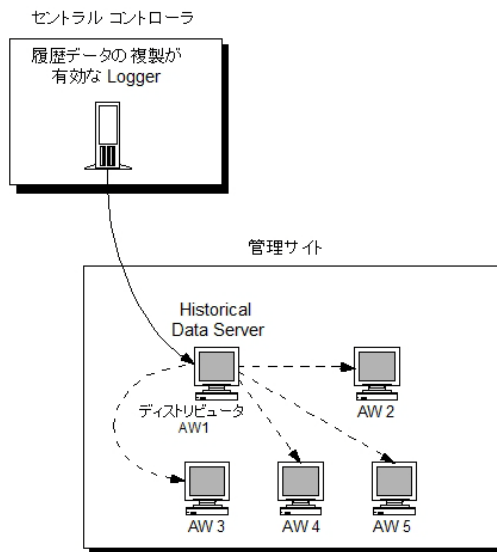 セントラル コントローラ
履歴データの複製が
有効な Logger
管理サイト
Historical
Data Server
ディストリビュータ
AW1
AW 2
AW 3
AW 4
AW 5